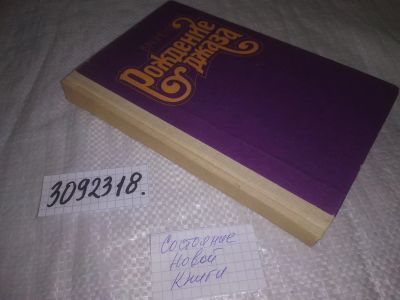 Рождение
джаза
3092318.
Состояние
Новой
Книги